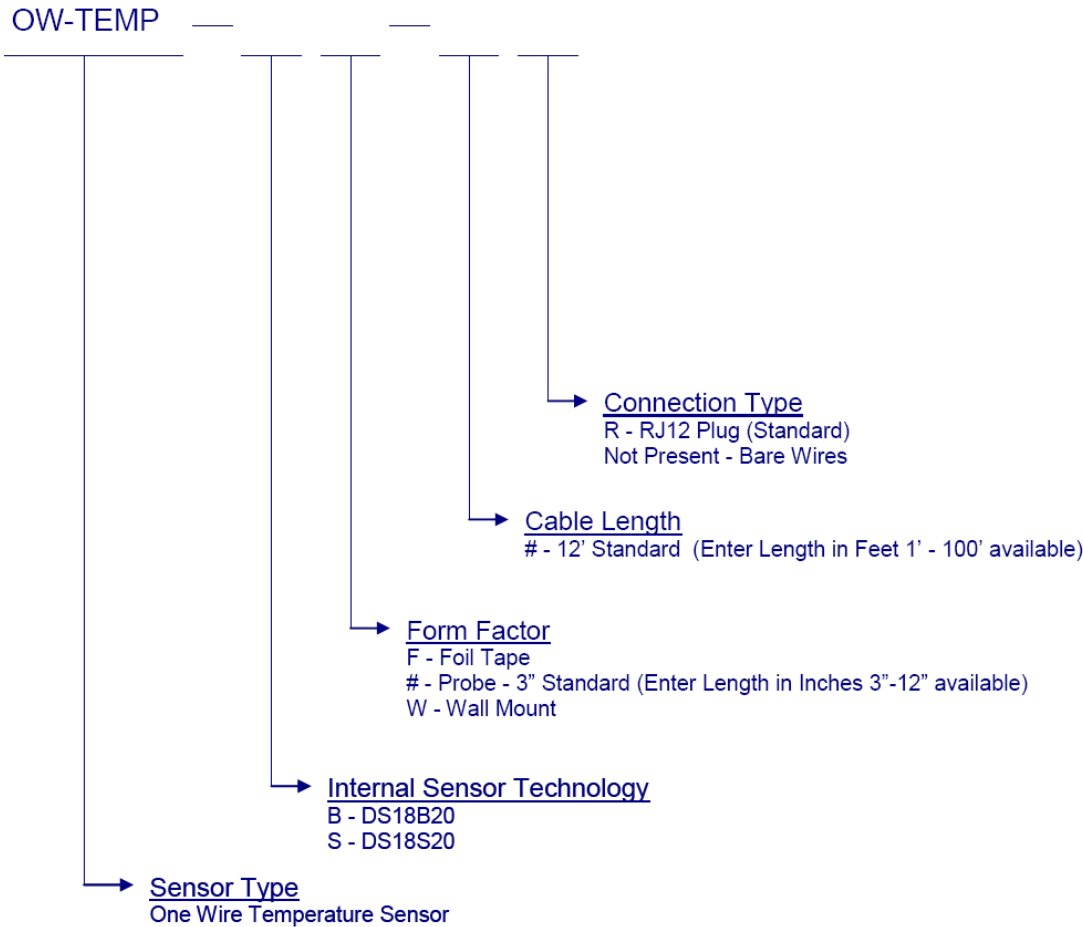 OW-TEMP — —
Connection Type
R - RJ12 Plug (Standard)
Not Present - Bare Wires
Cable Length
# - 12’ Standard (Enter Length in Feet 1’ - 100’ available)
Form Factor
F - Foil Tape
# - Probe - 3” Standard (Enter Length in Inches 3”-12” available)
W - Wall Mount
Internal Sensor Technology
B - DS18B20
S - DS18S20
Sensor Type
One Wire Temperature Sensor